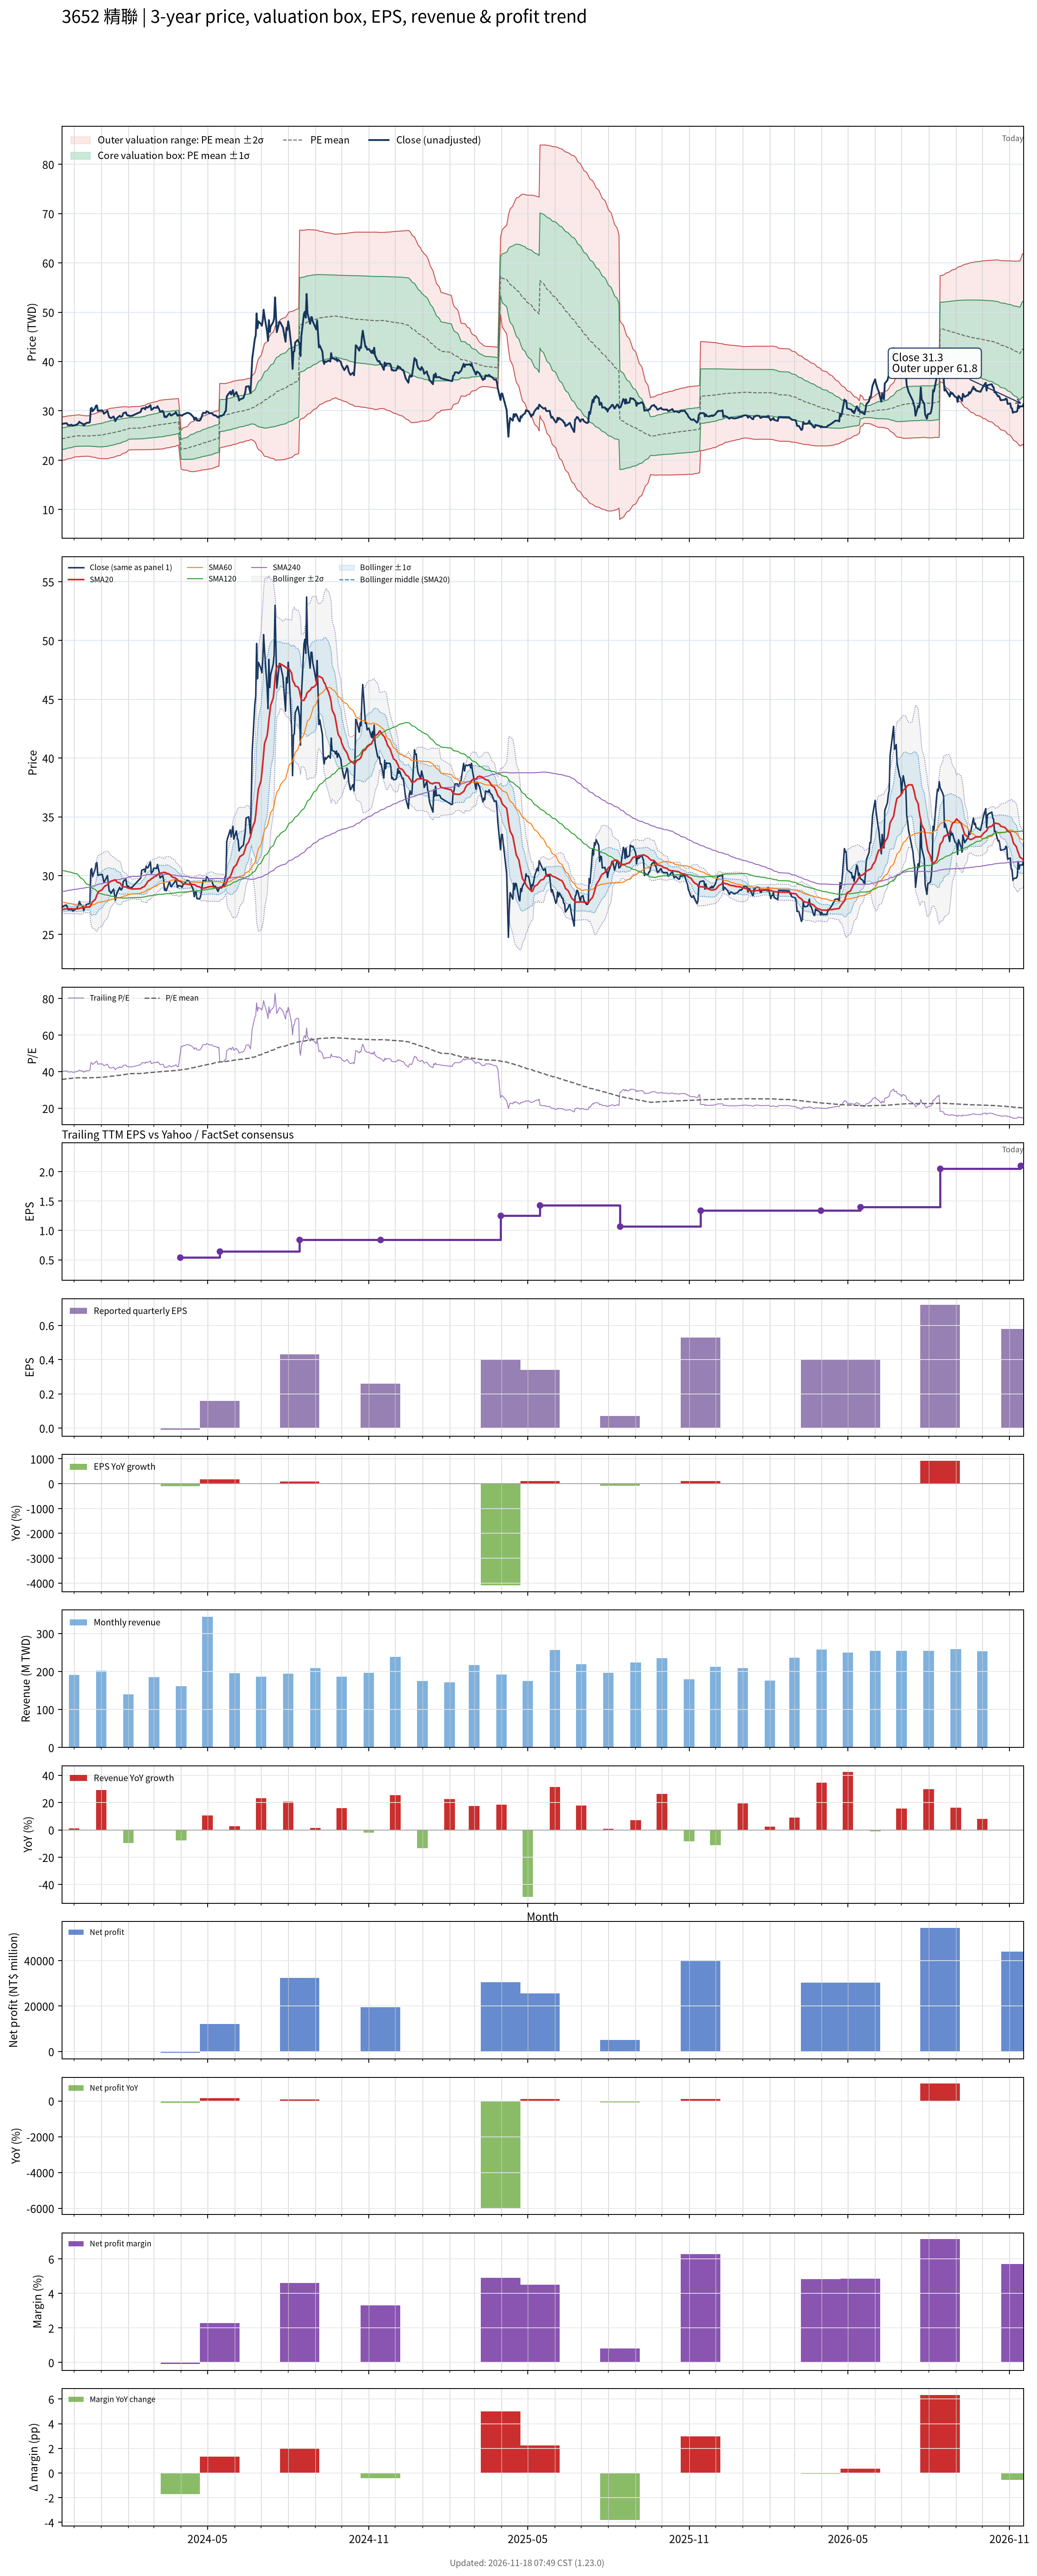 3652 精聯 | 3-year price, valuation box, EPS, revenue & profit trend
Outer valuation range: PE mean ±2σ
Core valuation box: PE mean ±1σ
PE mean
Close (unadjusted)
Today
Price (TWD)
80
70
60
50
40
30
20
10
Close 31.3
Outer upper 61.8
Close (same as panel 1)
SMA20
SMA60
SMA120
SMA240
Bollinger ±2σ
Bollinger ±1σ
Bollinger middle (SMA20)
Price
55
50
45
40
35
30
25
Trailing P/E
P/E mean
P/E
80
60
40
20
Trailing TTM EPS vs Yahoo / FactSet consensus
Today
EPS
2.0
1.5
1.0
0.5
Reported quarterly EPS
EPS
0.6
0.4
0.2
0.0
EPS YoY growth
YoY (%)
1000
0
-1000
-2000
-3000
-4000
Monthly revenue
Revenue (M TWD)
300
200
100
0
Revenue YoY growth
YoY (%)
40
20
0
-20
-40
Month
Net profit
Net profit (NT$ million)
40000
20000
0
Net profit YoY
YoY (%)
0
-2000
-4000
-6000
Net profit margin
Margin (%)
6
4
2
0
Margin YoY change
Δ margin (pp)
6
4
2
0
-2
-4
2024-05
2024-11
2025-05
2025-11
2026-05
2026-11
Updated: 2026-11-18 07:49 CST (1.23.0)